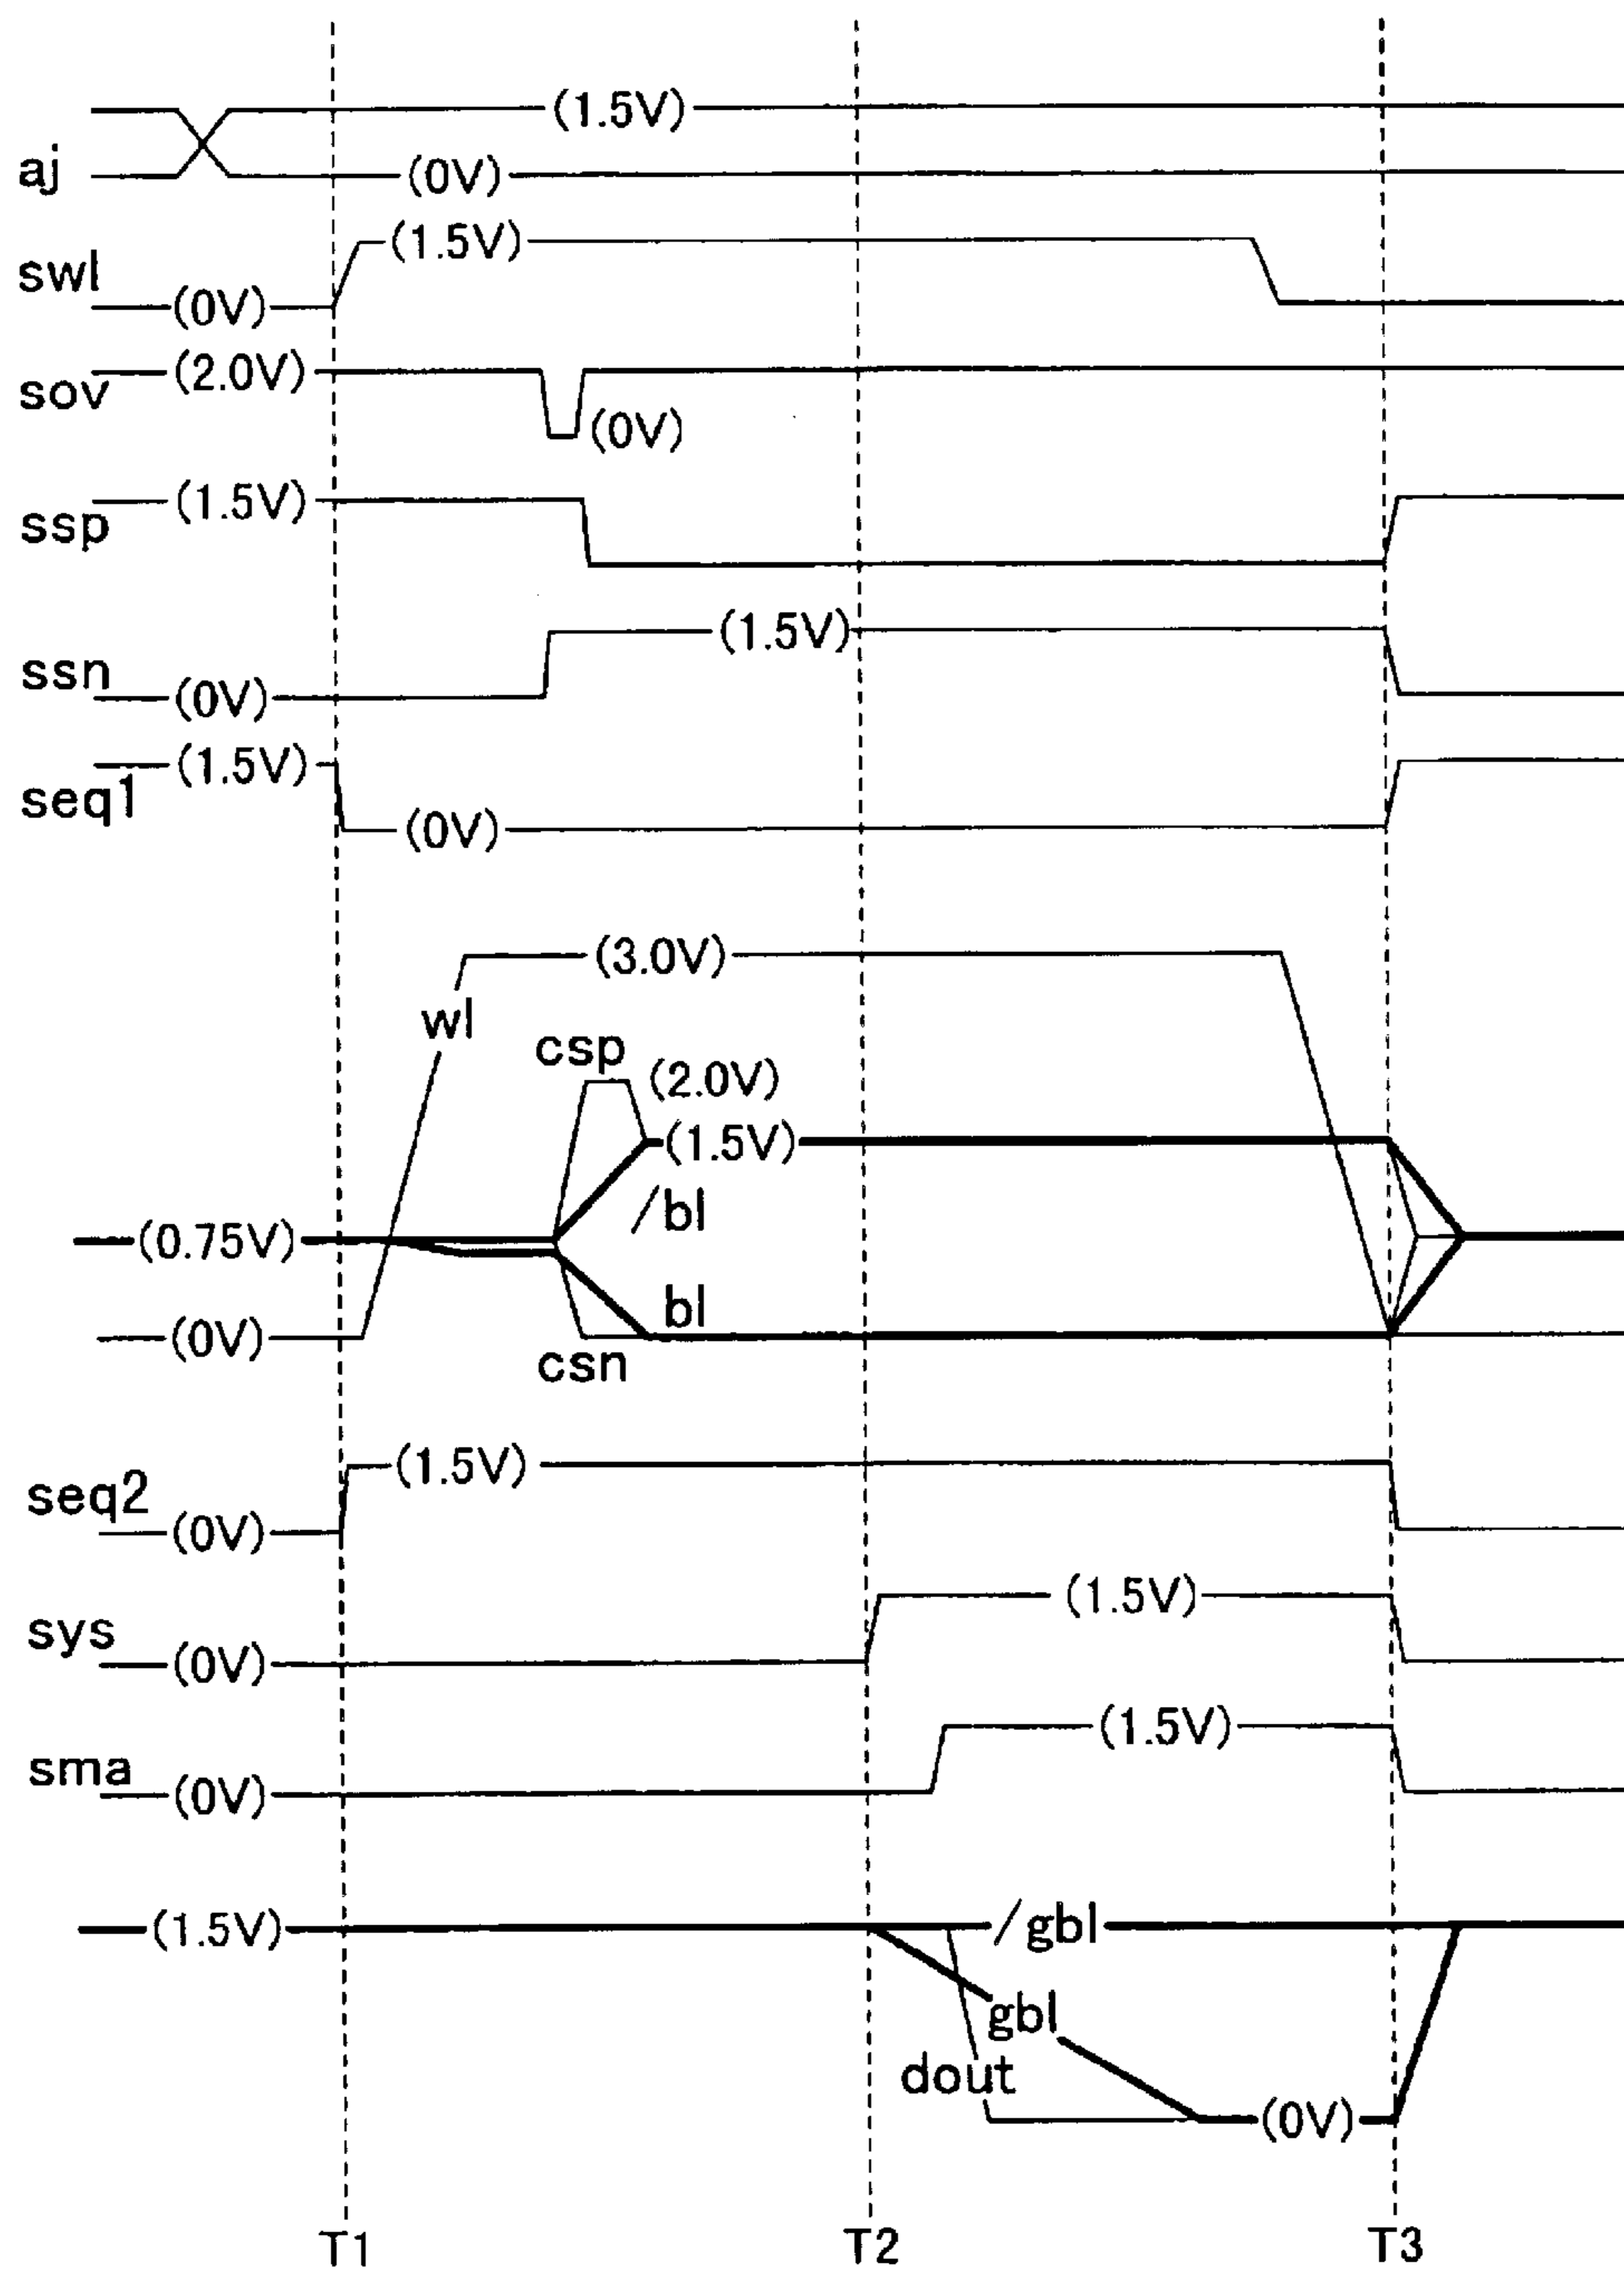 (1.5V)
aj
(0V)
(1.5V)
swl
(0V)
(2.0V)
sov
(0V)
(1.5V)
ssp
(1.5V)
ssn
(0V)
(1.5V)
seq1
(0V)
(3.0V)
wl
csp
(2.0V)
(1.5V)
/bl
(0.75V)
bl
(0V)
csn
(1.5V)
seq2
(0V)
(1.5V)
sys
(0V)
(1.5V)
sma
(0V)
(1.5V)
/gbl
gbl
dout
(0V)
T1 T2 T3